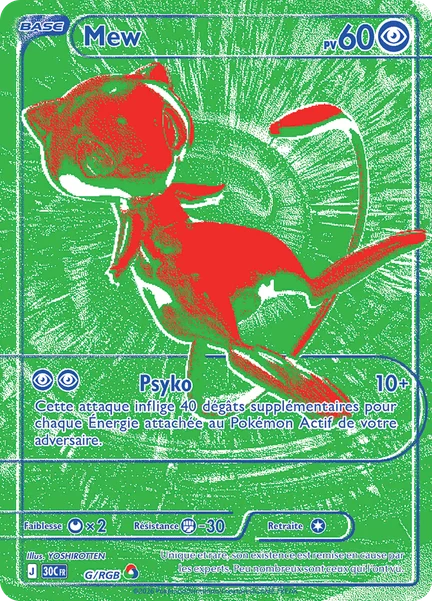 BASE
Mew
PV 60
Psyko 10+
Cette attaque inflige 40 dégâts supplémentaires pour
chaque Énergie attachée au Pokémon Actif de votre
adversaire.
Faiblesse ×2 Résistance -30 Retraite
Illus. YOSHIROTTEN
Unique et rare, son existence est remise en cause par
les experts. Peu nombreux sont ceux qui l'ont vu.
J 30C FR G/RGB